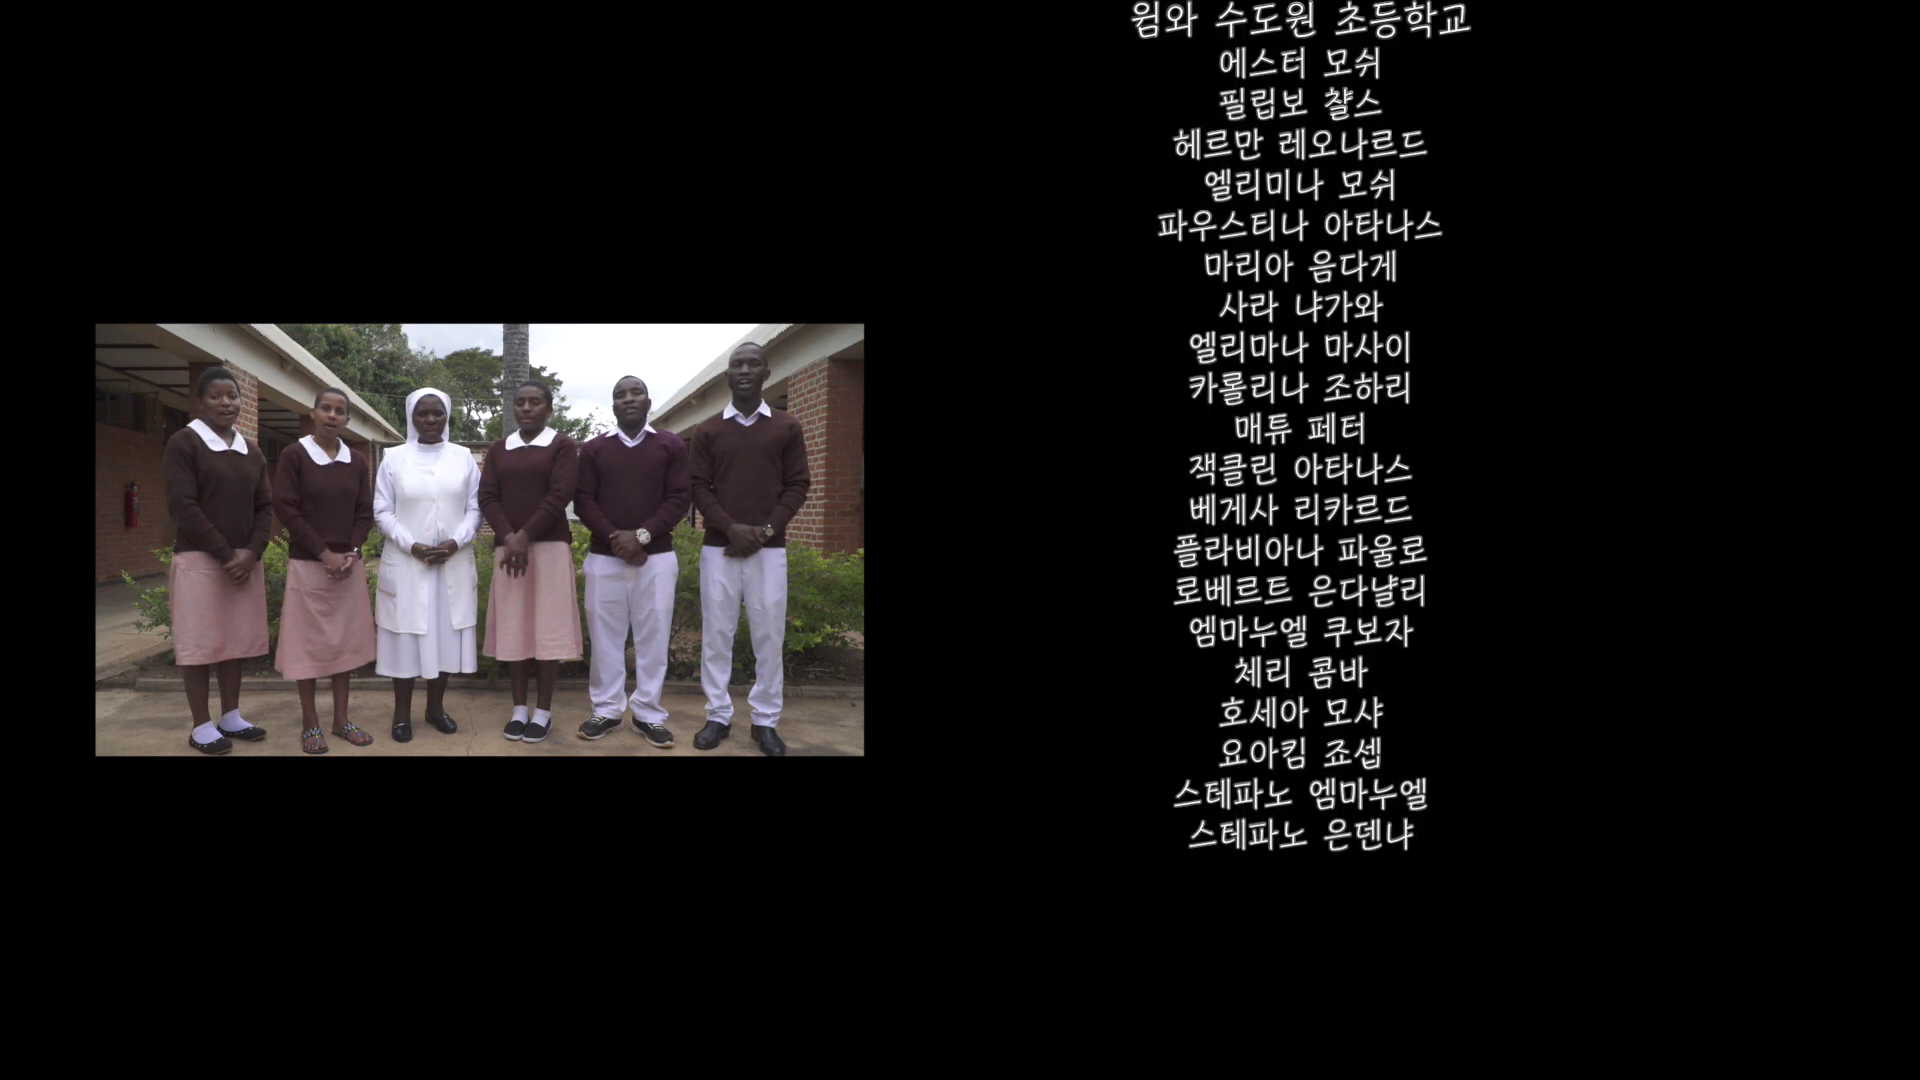 윔와 수도원 초등학교
에스터 모쉬
필립보 챨스
헤르만 레오나르드
엘리미나 모쉬
파우스티나 아타나스
마리아 음다게
사라 냐가와
엘리마나 마사이
카롤리나 조하리
매튜 페터
잭클린 아타나스
베게사 리카르드
플라비아나 파울로
로베르트 은다냘리
엠마누엘 쿠보자
체리 콤바
호세아 모샤
요아킴 죠셉
스테파노 엠마누엘
스테파노 은덴냐